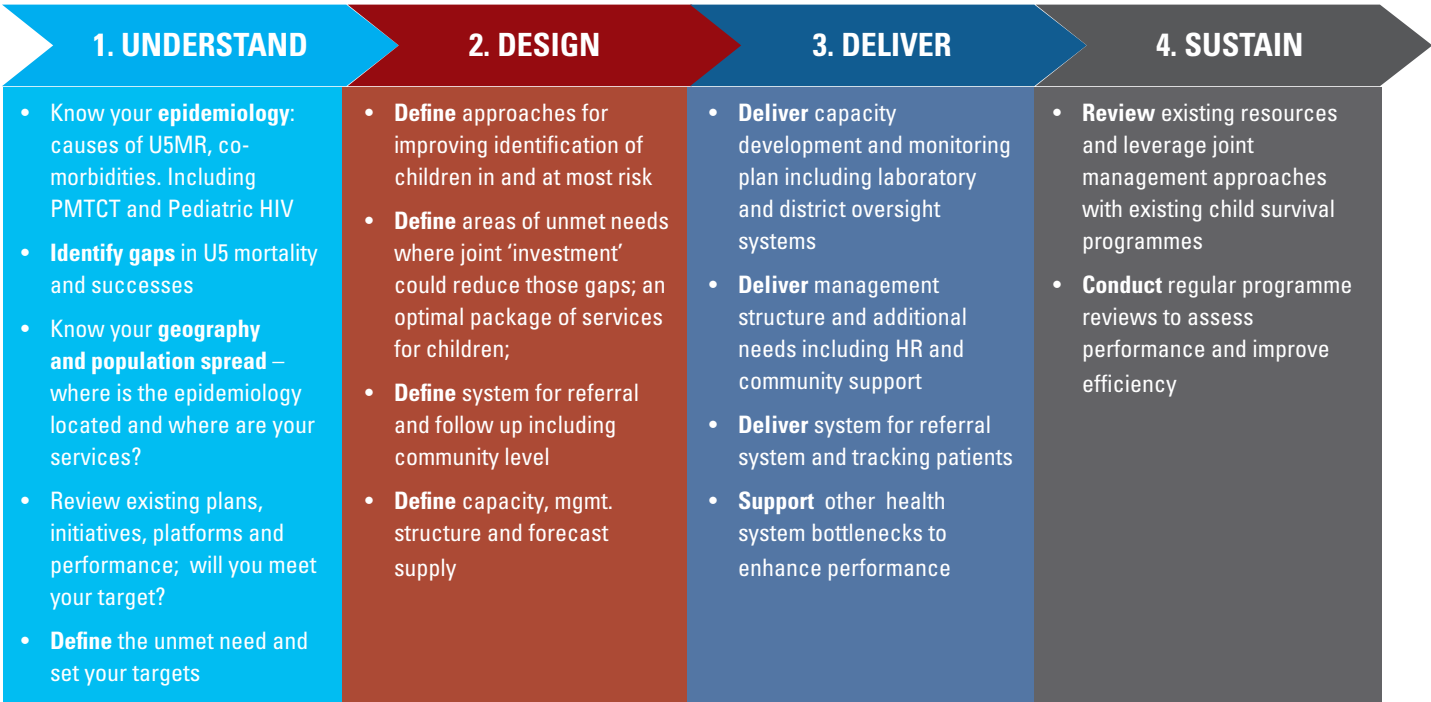 1. UNDERSTAND
• Know your epidemiology:
causes of U5MR, co-
morbidities. Including
PMTCT and Pediatric HIV
• Identify gaps in U5 mortality
and successes
• Know your geography
and population spread –
where is the epidemiology
located and where are your
services?
• Review existing plans,
initiatives, platforms and
performance; will you meet
your target?
• Define the unmet need and
set your targets
2. DESIGN
• Define approaches for
improving identification of
children in and at most risk
• Define areas of unmet needs
where joint ‘investment’
could reduce those gaps; an
optimal package of services
for children;
• Define system for referral
and follow up including
community level
• Define capacity, mgmt.
structure and forecast
supply
3. DELIVER
• Deliver capacity
development and monitoring
plan including laboratory
and district oversight
systems
• Deliver management
structure and additional
needs including HR and
community support
• Deliver system for referral
system and tracking patients
• Support other health
system bottlenecks to
enhance performance
4. SUSTAIN
• Review existing resources
and leverage joint
management approaches
with existing child survival
programmes
• Conduct regular programme
reviews to assess
performance and improve
efficiency